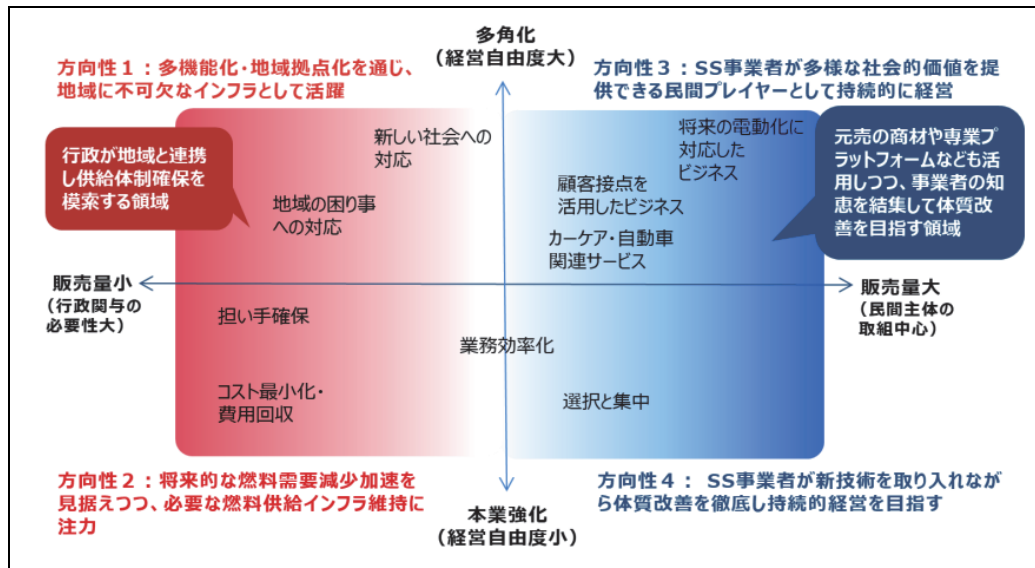 多角化
（経営自由度大）
方向性１：多機能化・地域拠点化を通じ、
地域に不可欠なインフラとして活躍
方向性３：SS事業者が多様な社会的価値を提
供できる民間プレイヤーとして持続的に経営
行政が地域と連携
し供給体制確保を
模索する領域
新しい社会への
対応
地域の困り事
への対応
将来の電動化に
対応した
ビジネス
顧客接点を
活用したビジネス
カーケア・自動車
関連サービス
元売の商材や専業プ
ラットフォームなども活
用しつつ、事業者の知
恵を結集して体質改
善を目指す領域
販売量小
（行政関与の
必要性大）
販売量大
（民間主体の
取組中心）
担い手確保
業務効率化
コスト最小化・
費用回収
選択と集中
方向性２：将来的な燃料需要減少加速を
見据えつつ、必要な燃料供給インフラ維持に
注力
方向性４： SS事業者が新技術を取り入れなが
ら体質改善を徹底し持続的経営を目指す
本業強化
（経営自由度小）